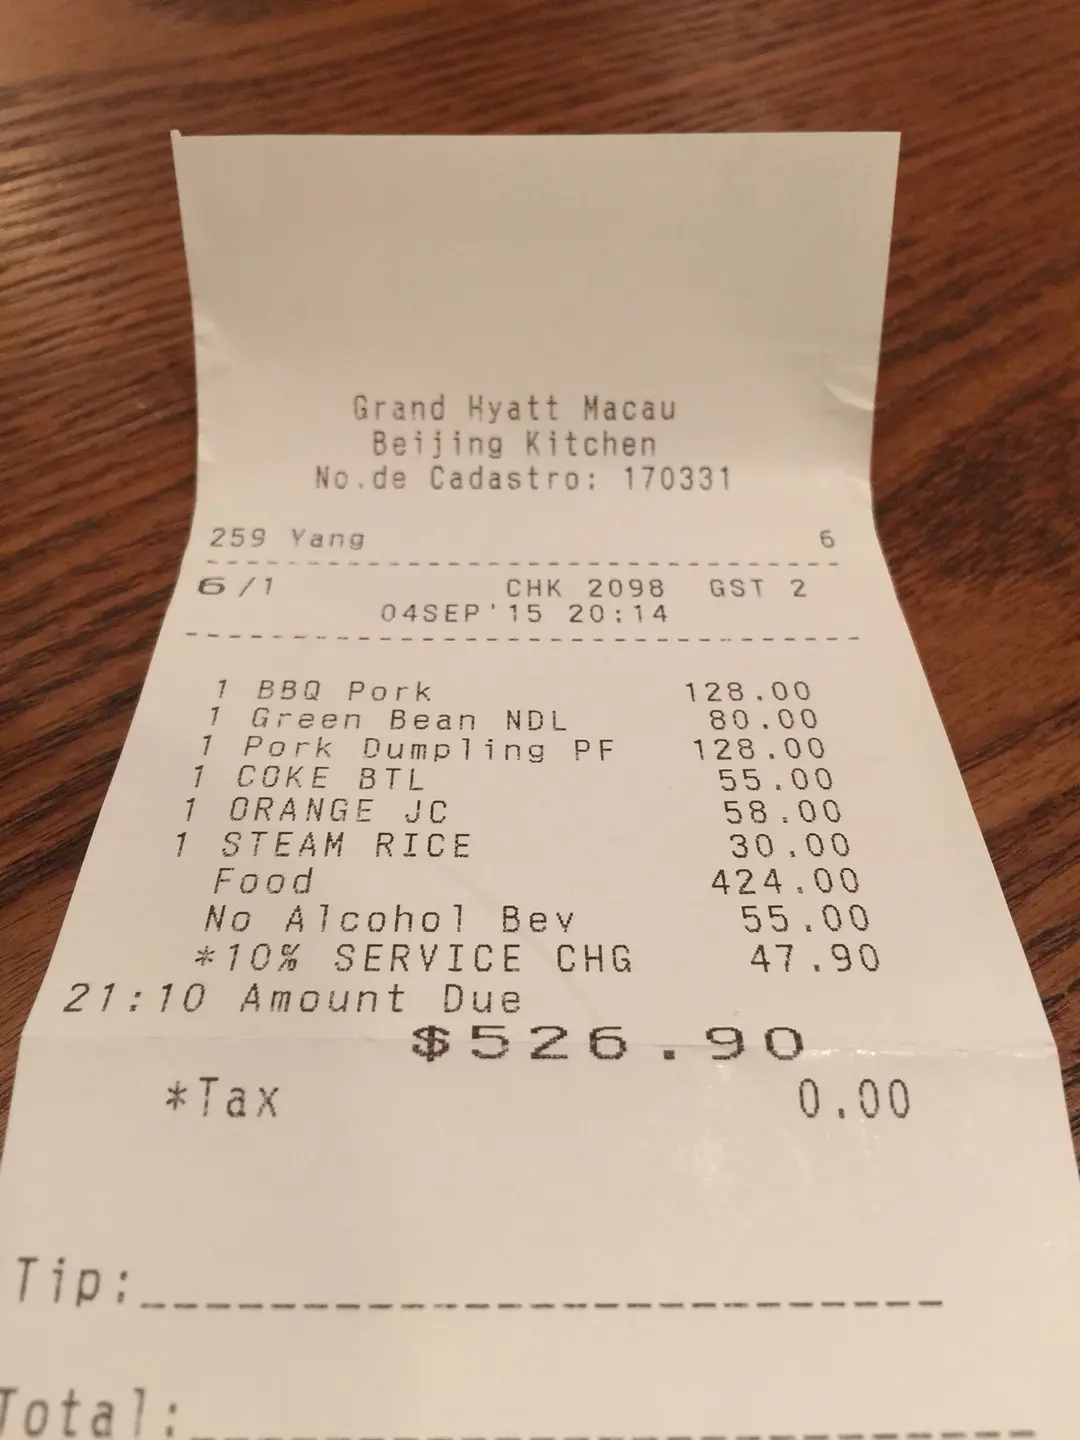 Grand Hyatt Macau
Beijing Kitchen
No.de Cadastro: 170331
259 Yang 6
6/1 CHK 2098 GST 2
04SEP'15 20:14
1 BBQ Pork 128.00
1 Green Bean NDL 80.00
1 Pork Dumpling PF 128.00
1 COKE BTL 55.00
1 ORANGE JC 58.00
1 STEAM RICE 30.00
Food 424.00
No Alcohol Bev 55.00
*10% SERVICE CHG 47.90
21:10 Amount Due
$526.90
*Tax 0.00
Tip:
Total: